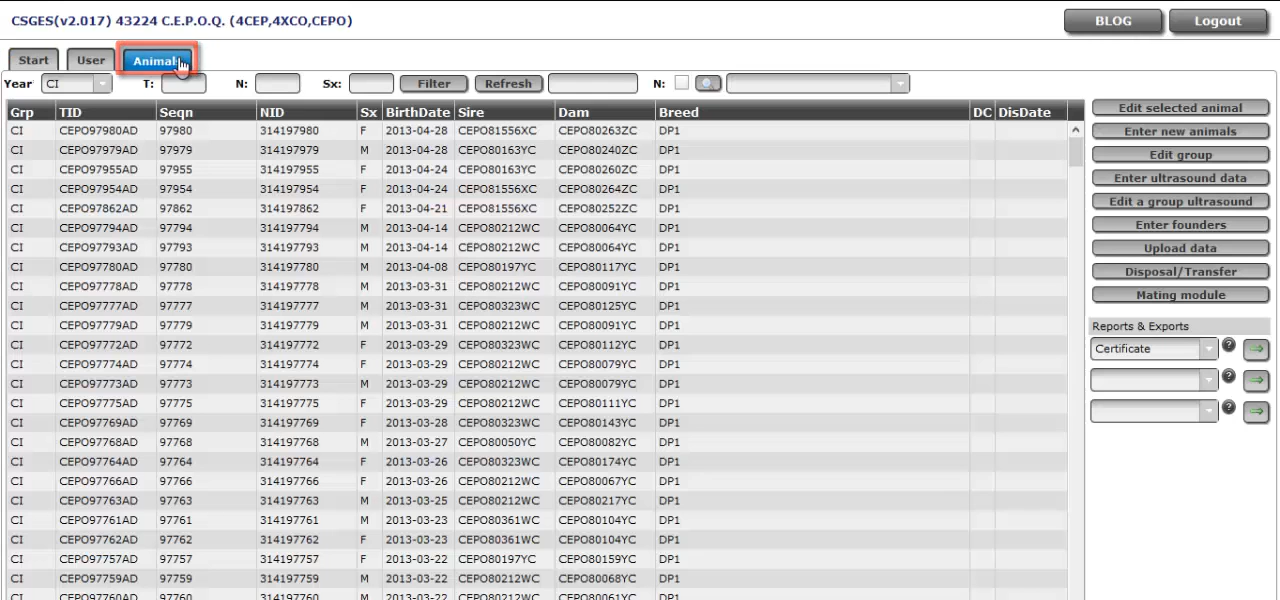 CSGES(v2.017) 43224 C.E.P.O.Q. (4CEP,4XCO,CEPO)
BLOG Logout
Start User Animals
Year CI T: N: Sx: Filter Refresh N:
Grp TID Seqn NID Sx BirthDate Sire Dam Breed DC DisDate
CI CEPO97980AD 97980 314197980 F 2013-04-28 CEPO81556XC CEPO80263ZC DP1
CI CEPO97979AD 97979 314197979 M 2013-04-28 CEPO80163YC CEPO80240ZC DP1
CI CEPO97955AD 97955 314197955 F 2013-04-24 CEPO80163YC CEPO80260ZC DP1
CI CEPO97954AD 97954 314197954 F 2013-04-24 CEPO81556XC CEPO80264ZC DP1
CI CEPO97862AD 97862 314197862 F 2013-04-21 CEPO81556XC CEPO80252ZC DP1
CI CEPO97794AD 97794 314197794 M 2013-04-14 CEPO80212WC CEPO80064YC DP1
CI CEPO97793AD 97793 314197793 M 2013-04-14 CEPO80212WC CEPO80064YC DP1
CI CEPO97780AD 97780 314197780 M 2013-04-08 CEPO80197YC CEPO80117YC DP1
CI CEPO97778AD 97778 314197778 M 2013-03-31 CEPO80212WC CEPO80091YC DP1
CI CEPO97777AD 97777 314197777 M 2013-03-31 CEPO80323WC CEPO80125YC DP1
CI CEPO97779AD 97779 314197779 M 2013-03-31 CEPO80212WC CEPO80091YC DP1
CI CEPO97772AD 97772 314197772 F 2013-03-29 CEPO80323WC CEPO80112YC DP1
CI CEPO97774AD 97774 314197774 F 2013-03-29 CEPO80212WC CEPO80079YC DP1
CI CEPO97773AD 97773 314197773 M 2013-03-29 CEPO80212WC CEPO80079YC DP1
CI CEPO97775AD 97775 314197775 F 2013-03-29 CEPO80212WC CEPO80111YC DP1
CI CEPO97769AD 97769 314197769 F 2013-03-28 CEPO80323WC CEPO80143YC DP1
CI CEPO97768AD 97768 314197768 M 2013-03-27 CEPO80050YC CEPO80082YC DP1
CI CEPO97764AD 97764 314197764 F 2013-03-26 CEPO80323WC CEPO80174YC DP1
CI CEPO97766AD 97766 314197766 F 2013-03-26 CEPO80212WC CEPO80067YC DP1
CI CEPO97763AD 97763 314197763 M 2013-03-25 CEPO80212WC CEPO80217YC DP1
CI CEPO97761AD 97761 314197761 M 2013-03-23 CEPO80361WC CEPO80104YC DP1
CI CEPO97762AD 97762 314197762 F 2013-03-23 CEPO80361WC CEPO80104YC DP1
CI CEPO97757AD 97757 314197757 F 2013-03-22 CEPO80197YC CEPO80159YC DP1
CI CEPO97759AD 97759 314197759 M 2013-03-22 CEPO80212WC CEPO80068YC DP1
CI CEPO97760AD 97760 314197760 M 2013-03-22 CEPO80212WC CEPO80061YC DP1
Edit selected animal
Enter new animals
Edit group
Enter ultrasound data
Edit a group ultrasound
Enter founders
Upload data
Disposal/Transfer
Mating module
Reports & Exports
Certificate